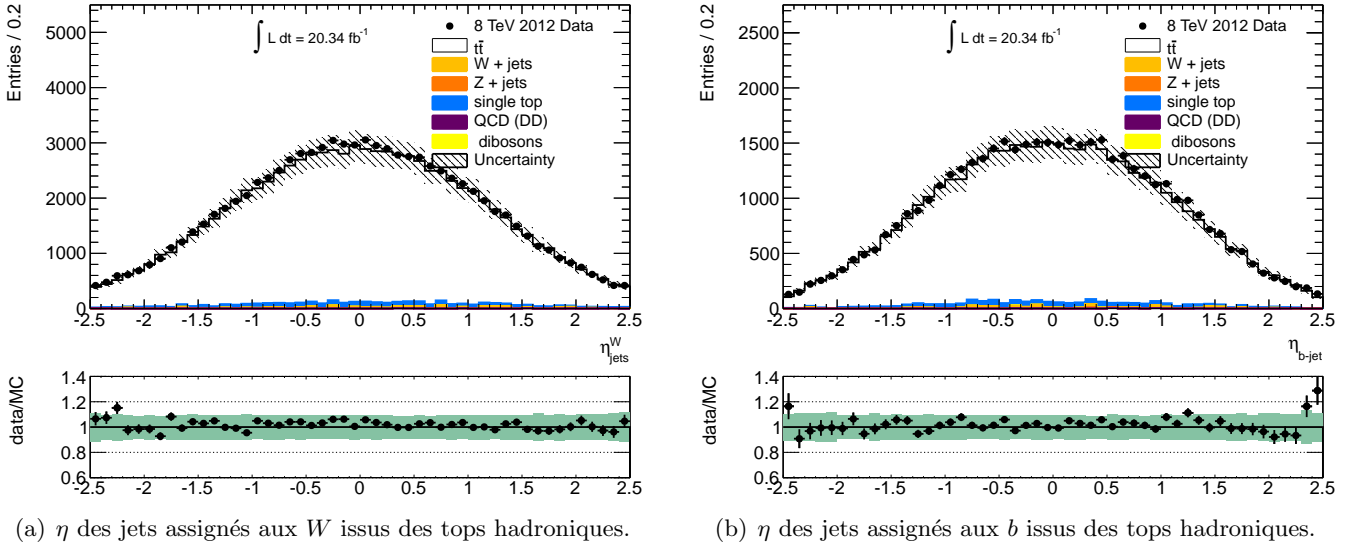 Entries / 0.2
5000
4000
3000
2000
1000
0
∫ L dt = 20.34 fb⁻¹
8 TeV 2012 Data
tt̄
W + jets
Z + jets
single top
QCD (DD)
dibosons
Uncertainty
-2.5 -2 -1.5 -1 -0.5 0 0.5 1 1.5 2 2.5
η^W_jets
data/MC
1.4
1.2
1
0.8
0.6
-2.5 -2 -1.5 -1 -0.5 0 0.5 1 1.5 2 2.5
(a) η des jets assignés aux W issus des tops hadroniques.
Entries / 0.2
2500
2000
1500
1000
500
0
∫ L dt = 20.34 fb⁻¹
8 TeV 2012 Data
tt̄
W + jets
Z + jets
single top
QCD (DD)
dibosons
Uncertainty
-2.5 -2 -1.5 -1 -0.5 0 0.5 1 1.5 2 2.5
η_b-jet
data/MC
1.4
1.2
1
0.8
0.6
-2.5 -2 -1.5 -1 -0.5 0 0.5 1 1.5 2 2.5
(b) η des jets assignés aux b issus des tops hadroniques.